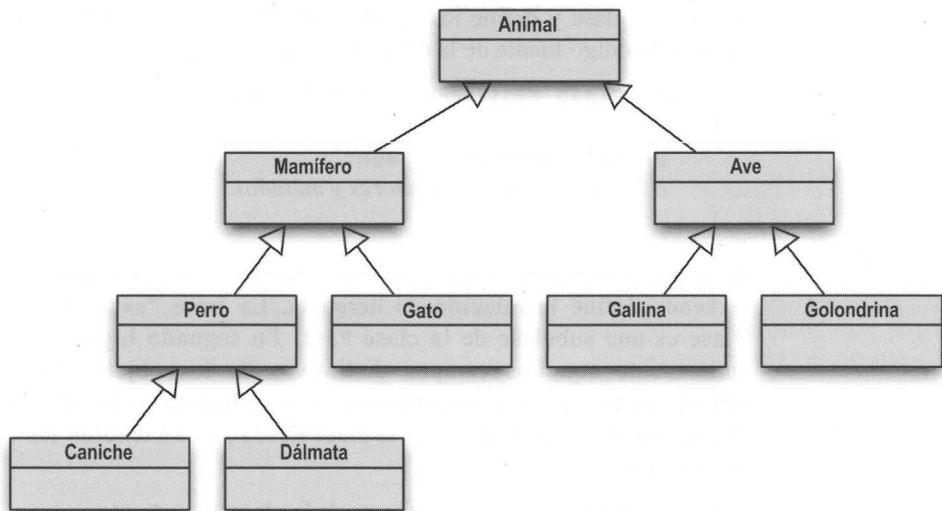 Animal
Mamífero
Ave
Perro
Gato
Gallina
Golondrina
Caniche
Dálmata